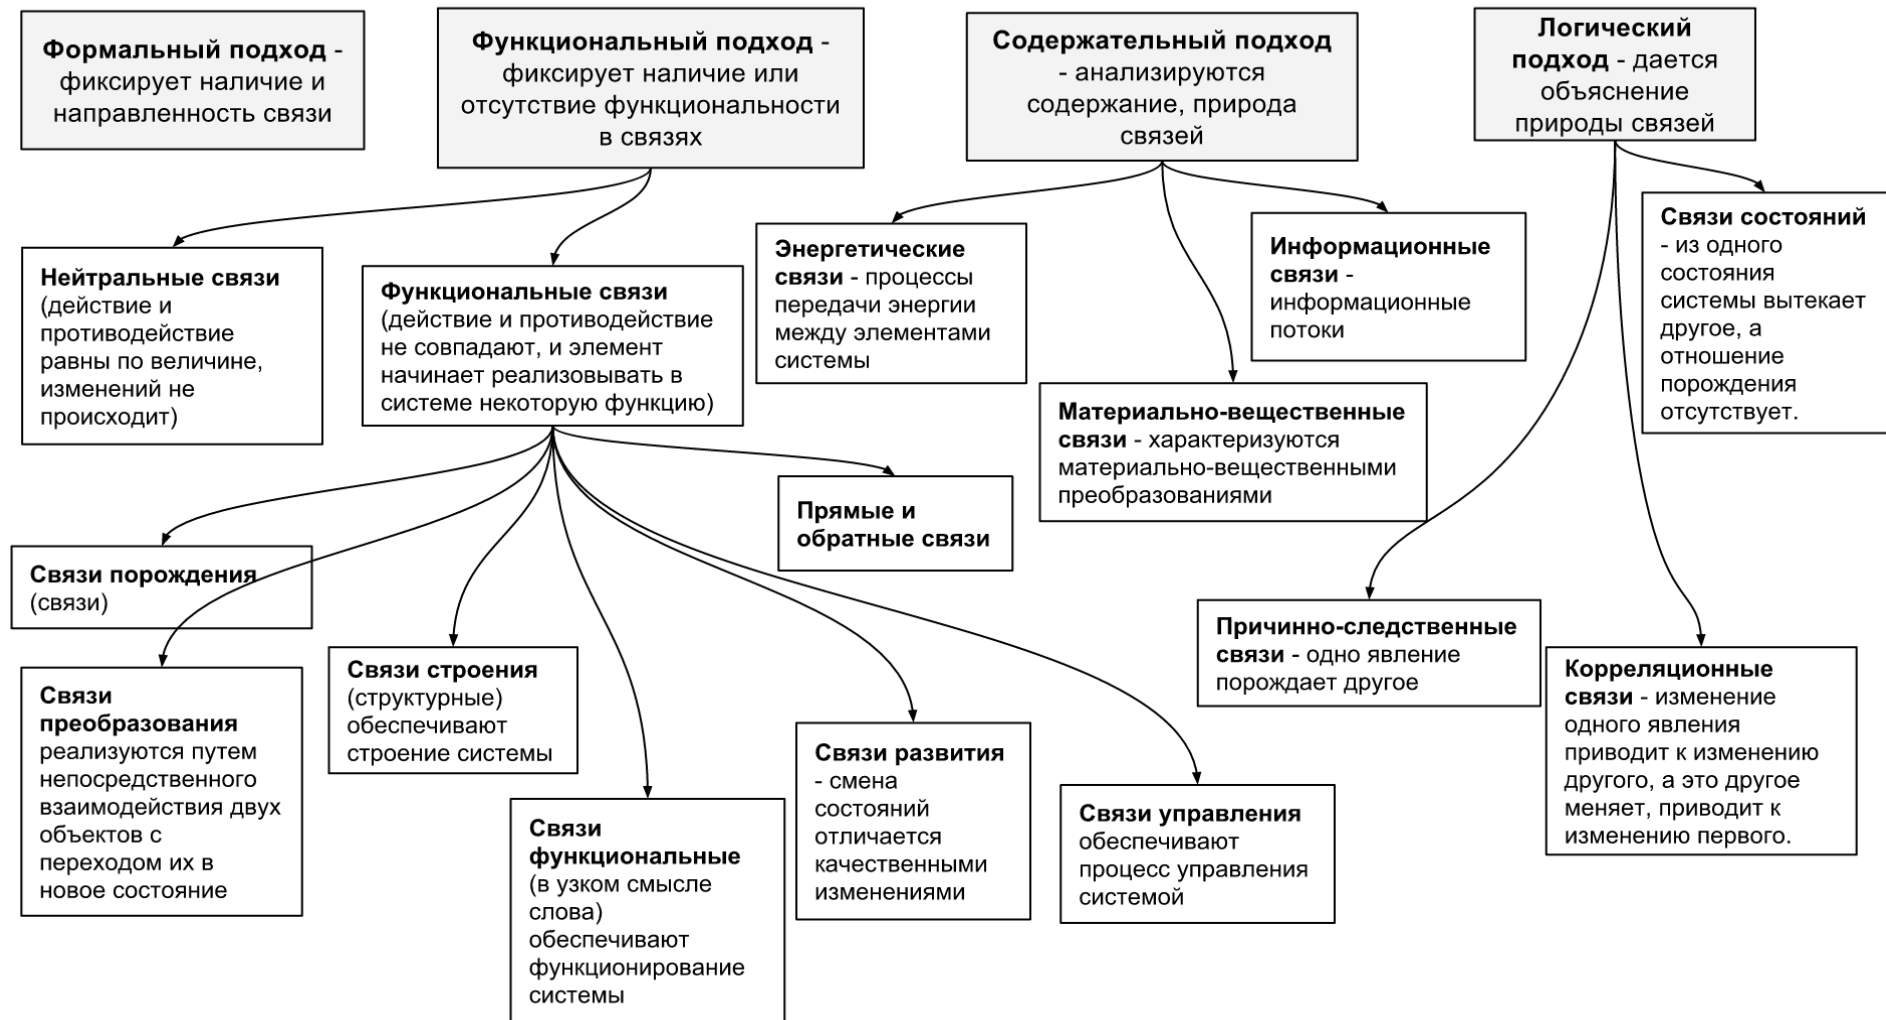 Формальный подход -
фиксирует наличие и
направленность связи
Функциональный подход -
фиксирует наличие или
отсутствие функциональности
в связях
Содержательный подход
- анализируются
содержание, природа
связей
Логический
подход - дается
объяснение
природы связей
Нейтральные связи
(действие и
противодействие
равны по величине,
изменений не
происходит)
Функциональные связи
(действие и противодействие
не совпадают, и элемент
начинает реализовывать в
системе некоторую функцию)
Энергетические
связи - процессы
передачи энергии
между элементами
системы
Информационные
связи -
информационные
потоки
Связи состояний
- из одного
состояния
системы вытекает
другое, а
отношение
порождения
отсутствует.
Материально-вещественные
связи - характеризуются
материально-вещественными
преобразованиями
Прямые и
обратные связи
Связи порождения
(связи)
Связи
преобразования
реализуются путем
непосредственного
взаимодействия двух
объектов с
переходом их в
новое состояние
Связи строения
(структурные)
обеспечивают
строение системы
Связи
функциональные
(в узком смысле
слова)
обеспечивают
функционирование
системы
Связи развития
- смена
состояний
отличается
качественными
изменениями
Связи управления
обеспечивают
процесс управления
системой
Причинно-следственные
связи - одно явление
порождает другое
Корреляционные
связи - изменение
одного явления
приводит к изменению
другого, а это другое
меняет, приводит к
изменению первого.